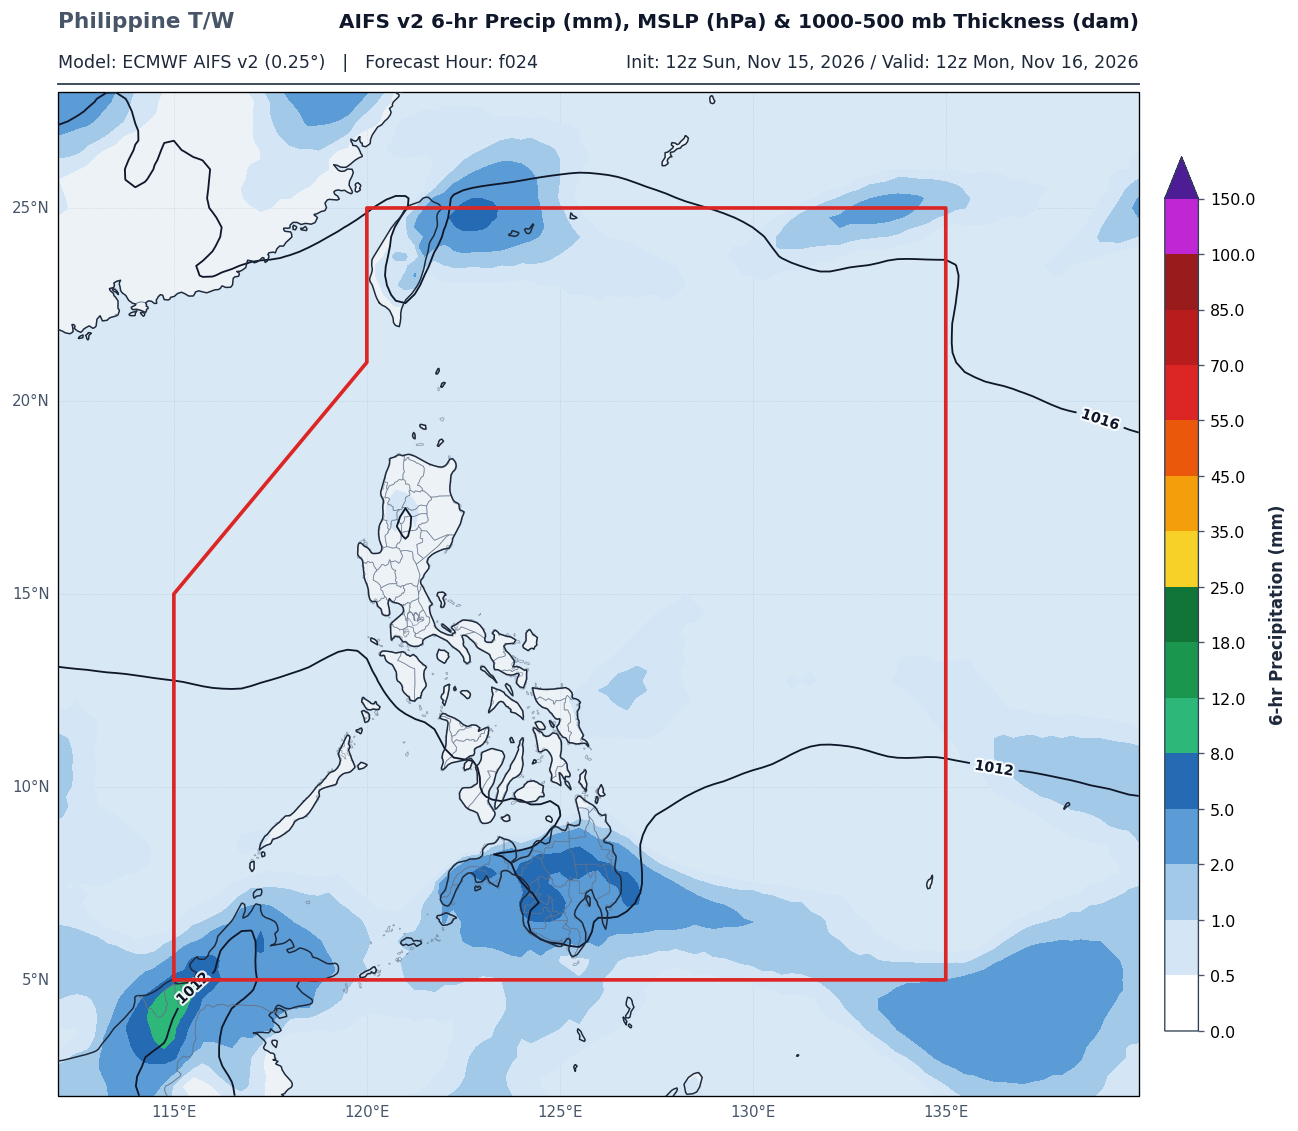 Philippine T/W
AIFS v2 6-hr Precip (mm), MSLP (hPa) & 1000-500 mb Thickness (dam)
Model: ECMWF AIFS v2 (0.25°) | Forecast Hour: f024
Init: 12z Sun, Nov 15, 2026 / Valid: 12z Mon, Nov 16, 2026
25°N
20°N
15°N
10°N
5°N
115°E
120°E
125°E
130°E
135°E
1016
1012
1012
150.0
100.0
85.0
70.0
55.0
45.0
35.0
25.0
18.0
12.0
8.0
5.0
2.0
1.0
0.5
0.0
6-hr Precipitation (mm)